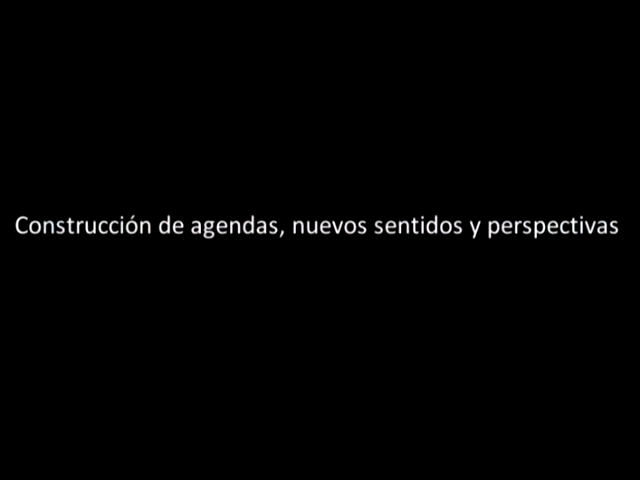 Construcción de agendas, nuevos sentidos y perspectivas